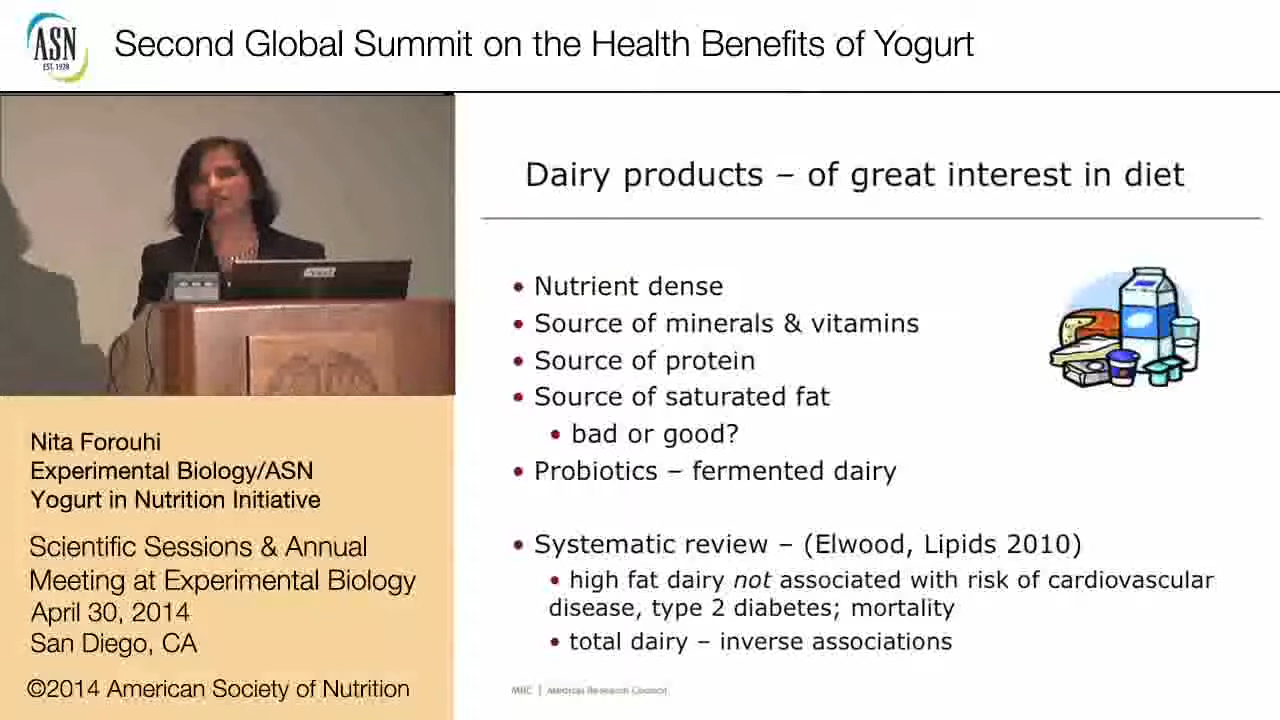 ASN
EST. 1928
Second Global Summit on the Health Benefits of Yogurt
Nita Forouhi
Experimental Biology/ASN
Yogurt in Nutrition Initiative
Scientific Sessions & Annual
Meeting at Experimental Biology
April 30, 2014
San Diego, CA
©2014 American Society of Nutrition
Dairy products – of great interest in diet
• Nutrient dense
• Source of minerals & vitamins
• Source of protein
• Source of saturated fat
• bad or good?
• Probiotics – fermented dairy
• Systematic review – (Elwood, Lipids 2010)
• high fat dairy not associated with risk of cardiovascular
disease, type 2 diabetes; mortality
• total dairy – inverse associations
MRC | Medical Research Council